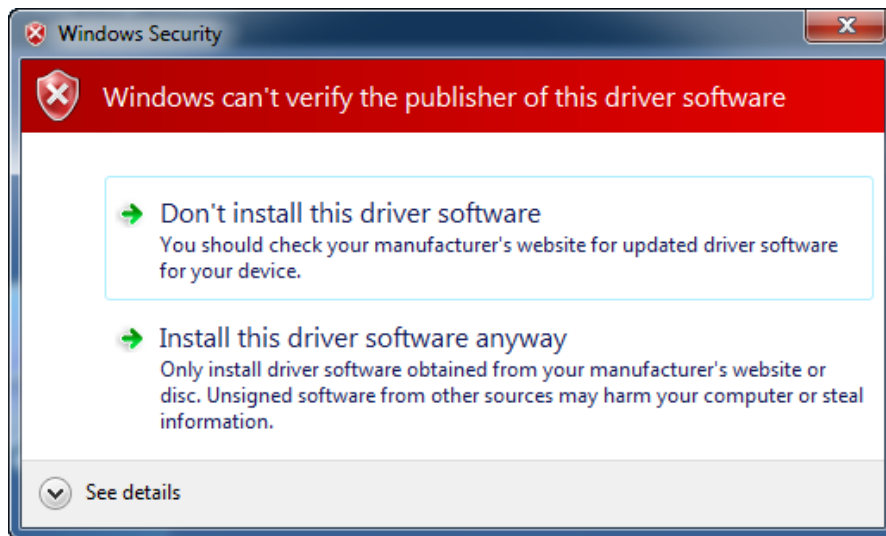 Windows Security
Windows can't verify the publisher of this driver software
Don't install this driver software
You should check your manufacturer's website for updated driver software
for your device.
Install this driver software anyway
Only install driver software obtained from your manufacturer's website or
disc. Unsigned software from other sources may harm your computer or steal
information.
See details